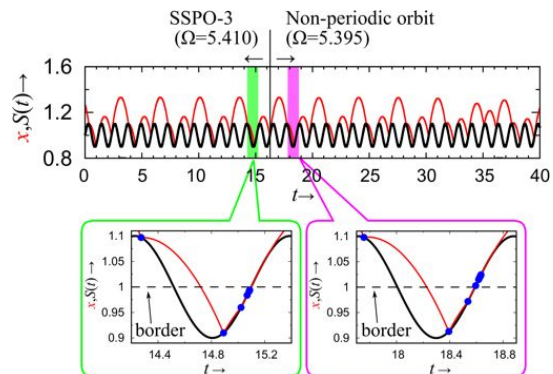 SSPO-3 Non-periodic orbit
(Ω=5.410) (Ω=5.395)
← →
1.6
1.2
0.8
x,S(t)→
0 5 10 15 20 25 30 35 40
t→
1.1
1.05
1
0.95
0.9
x,S(t)→
border
14.4 14.8 15.2
t→
1.1
1.05
1
0.95
0.9
x,S(t)→
border
18 18.4 18.8
t→